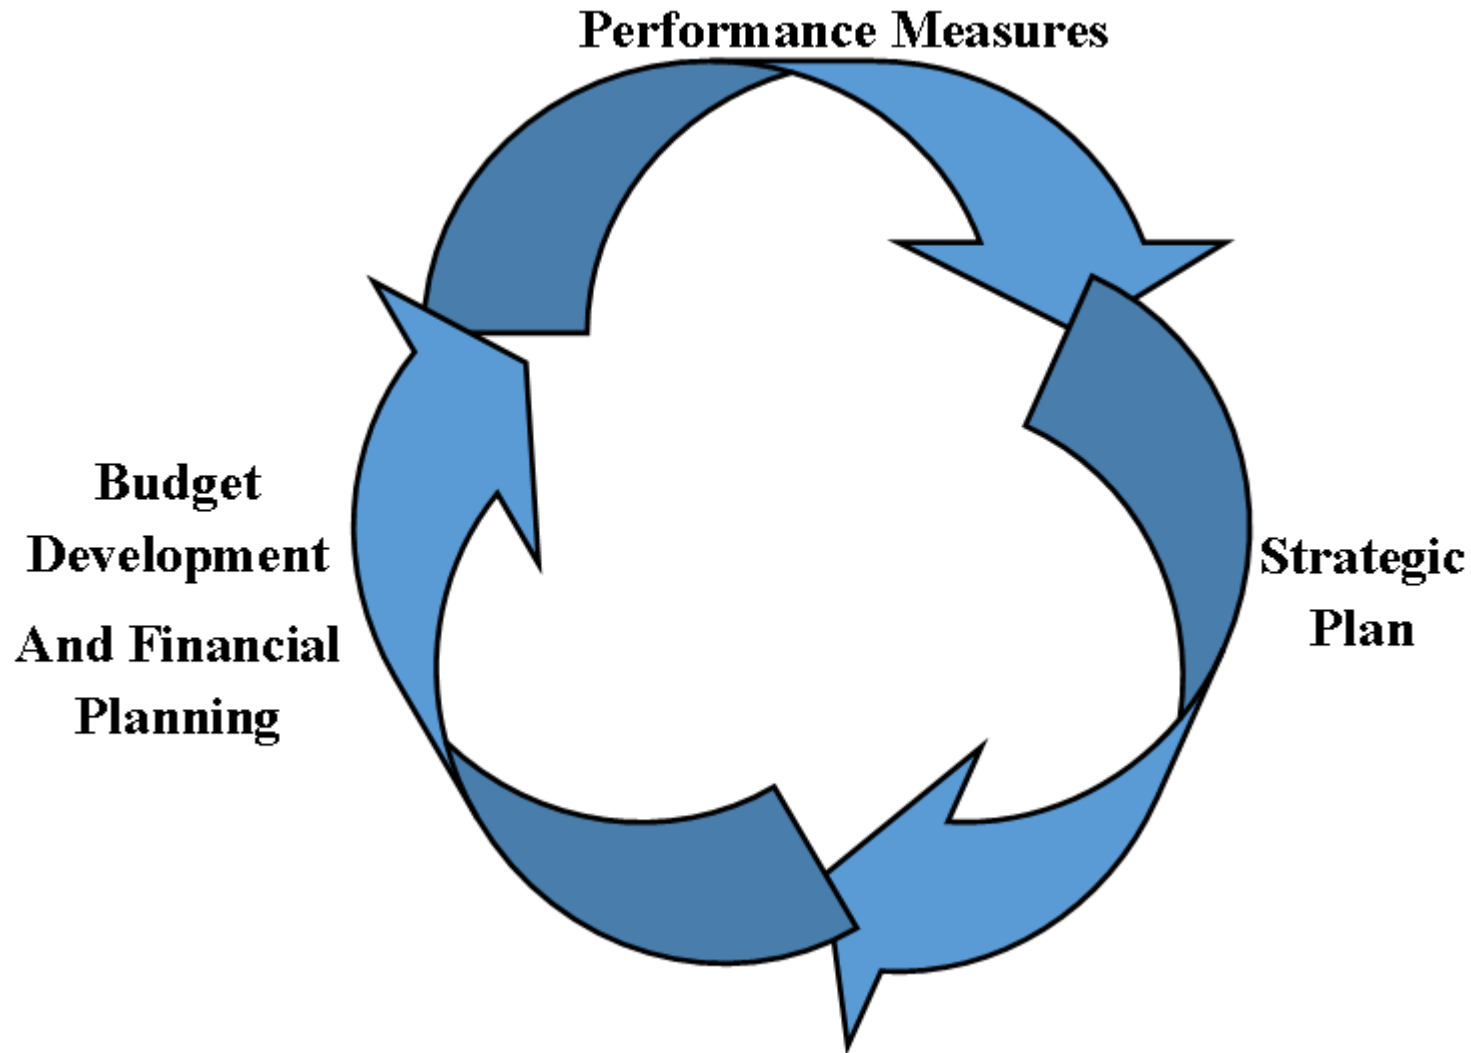 Performance Measures
Budget
Development
And Financial
Planning
Strategic
Plan